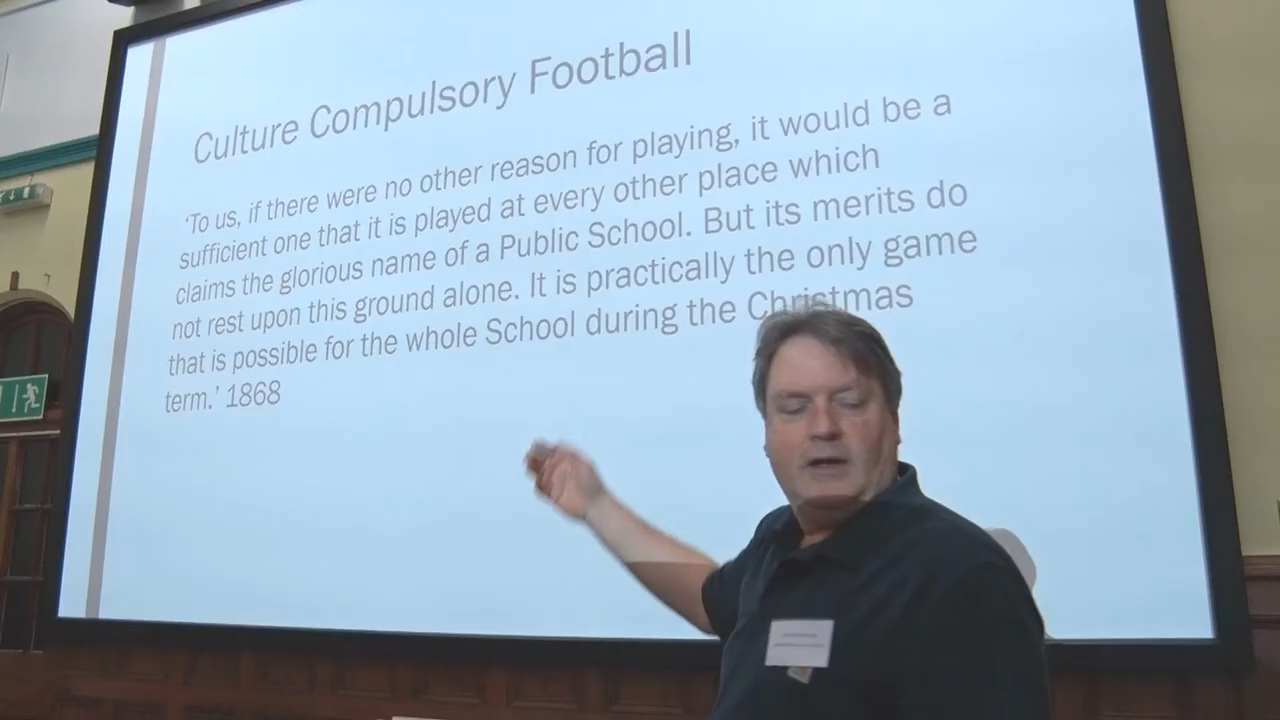 Culture Compulsory Football
‘To us, if there were no other reason for playing, it would be a
sufficient one that it is played at every other place which
claims the glorious name of a Public School. But its merits do
not rest upon this ground alone. It is practically the only game
that is possible for the whole School during the Christmas
term.’ 1868